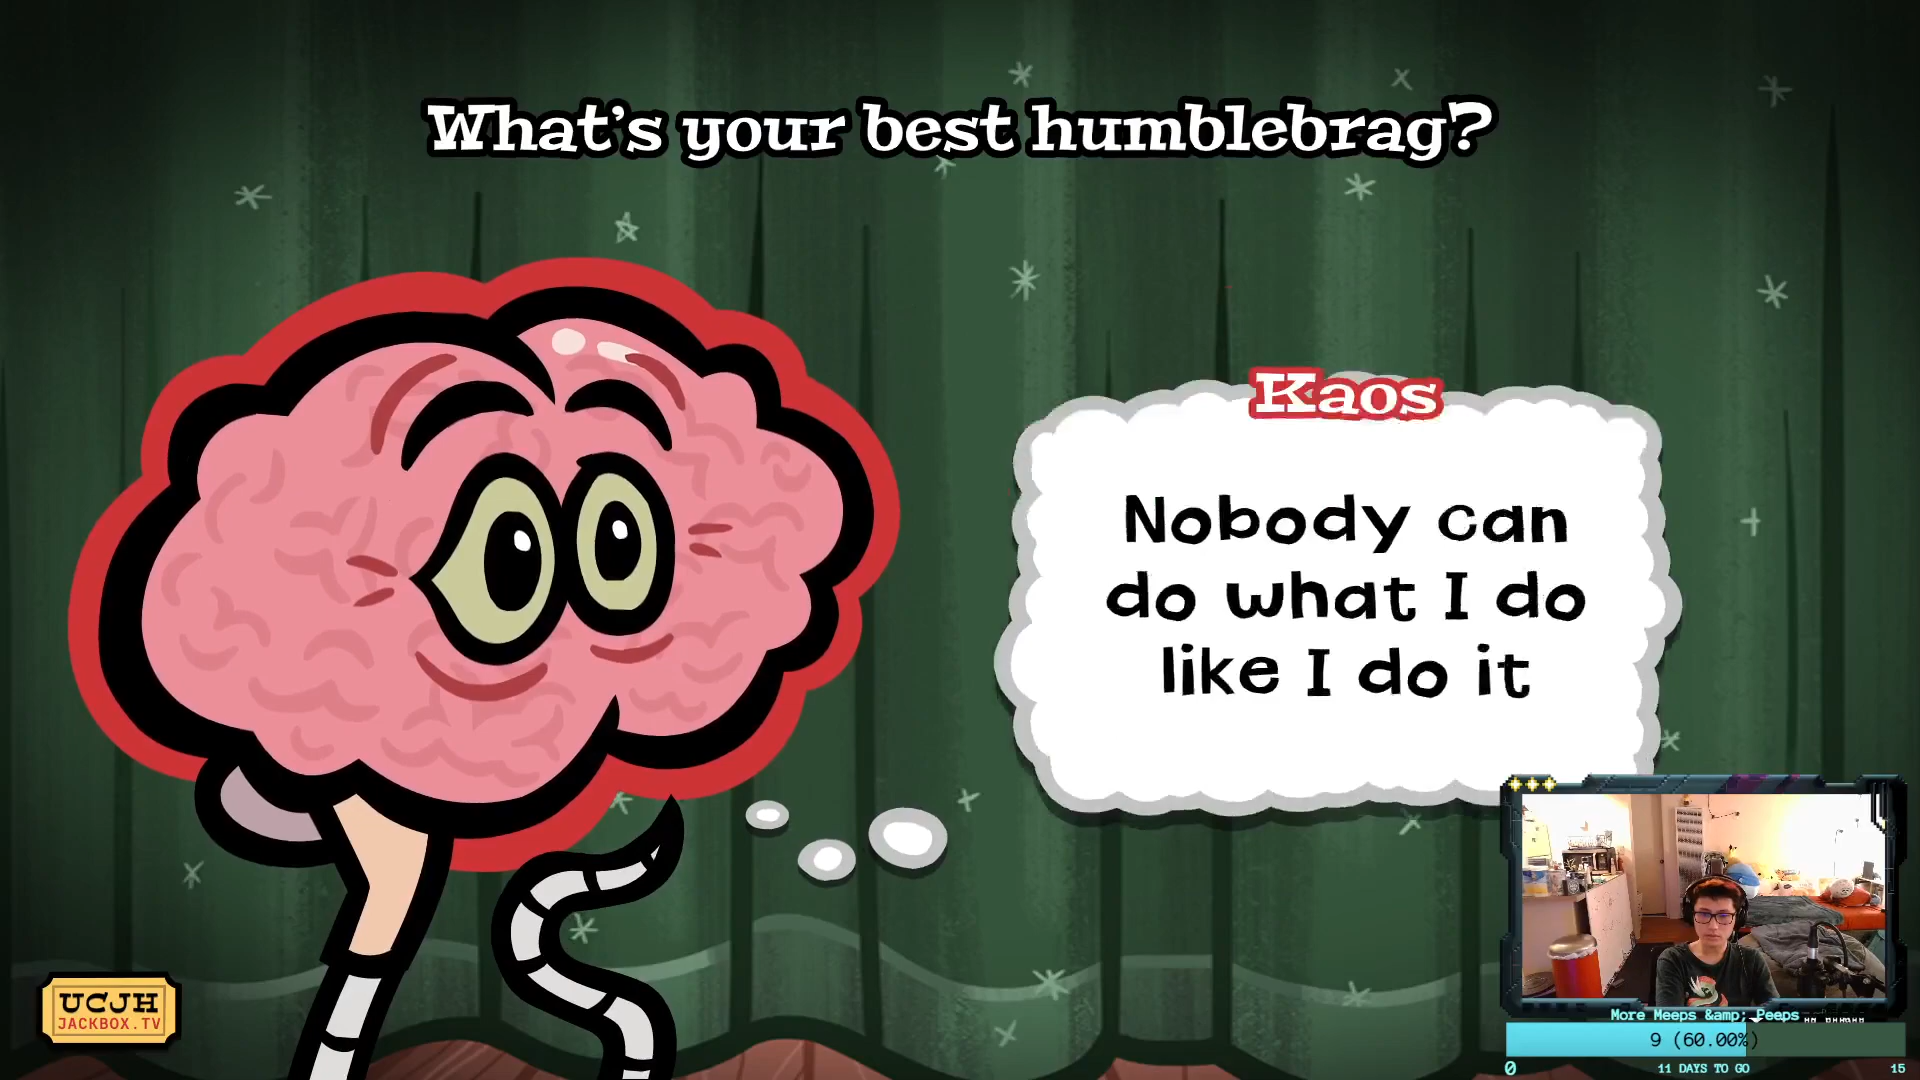 What's your best humblebrag?
Kaos
Nobody can
do what I do
like I do it
UCJH
JACKBOX.TV
More Meeps &amp; Peeps
9 (60.00%)
0
11 DAYS TO GO
15